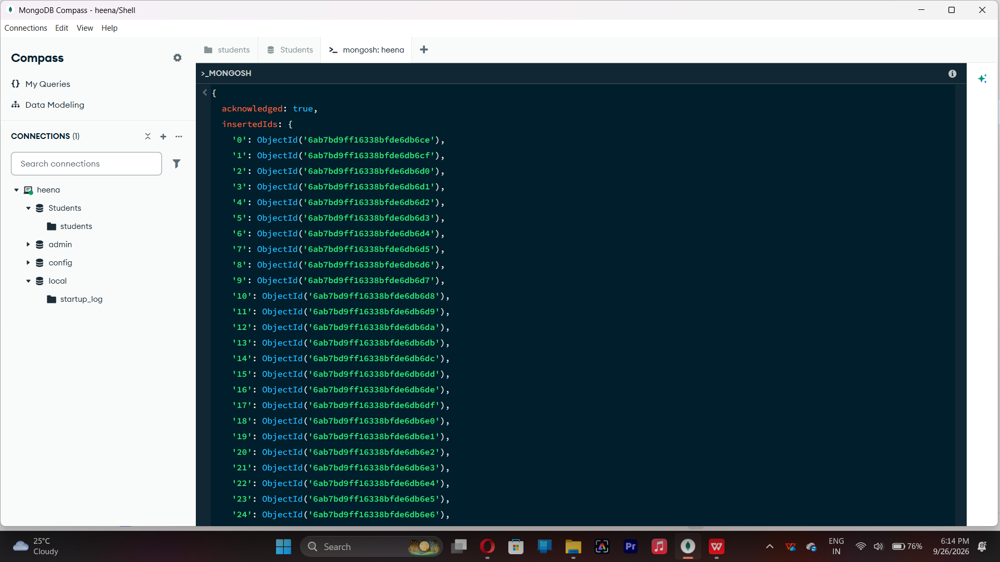 MongoDB Compass - heena/Shell
Connections Edit View Help
Compass
My Queries
Data Modeling
CONNECTIONS (1)
Search connections
heena
Students
students
admin
config
local
startup_log
students
Students
mongosh: heena
>_MONGOSH
{
acknowledged: true,
insertedIds: {
'0': ObjectId('6ab7bd9ff16338bfde6db6ce'),
'1': ObjectId('6ab7bd9ff16338bfde6db6cf'),
'2': ObjectId('6ab7bd9ff16338bfde6db6d0'),
'3': ObjectId('6ab7bd9ff16338bfde6db6d1'),
'4': ObjectId('6ab7bd9ff16338bfde6db6d2'),
'5': ObjectId('6ab7bd9ff16338bfde6db6d3'),
'6': ObjectId('6ab7bd9ff16338bfde6db6d4'),
'7': ObjectId('6ab7bd9ff16338bfde6db6d5'),
'8': ObjectId('6ab7bd9ff16338bfde6db6d6'),
'9': ObjectId('6ab7bd9ff16338bfde6db6d7'),
'10': ObjectId('6ab7bd9ff16338bfde6db6d8'),
'11': ObjectId('6ab7bd9ff16338bfde6db6d9'),
'12': ObjectId('6ab7bd9ff16338bfde6db6da'),
'13': ObjectId('6ab7bd9ff16338bfde6db6db'),
'14': ObjectId('6ab7bd9ff16338bfde6db6dc'),
'15': ObjectId('6ab7bd9ff16338bfde6db6dd'),
'16': ObjectId('6ab7bd9ff16338bfde6db6de'),
'17': ObjectId('6ab7bd9ff16338bfde6db6df'),
'18': ObjectId('6ab7bd9ff16338bfde6db6e0'),
'19': ObjectId('6ab7bd9ff16338bfde6db6e1'),
'20': ObjectId('6ab7bd9ff16338bfde6db6e2'),
'21': ObjectId('6ab7bd9ff16338bfde6db6e3'),
'22': ObjectId('6ab7bd9ff16338bfde6db6e4'),
'23': ObjectId('6ab7bd9ff16338bfde6db6e5'),
'24': ObjectId('6ab7bd9ff16338bfde6db6e6'),
25°C
Cloudy
Search
Pr
ENG
IN
76%
6:14 PM
9/26/2026